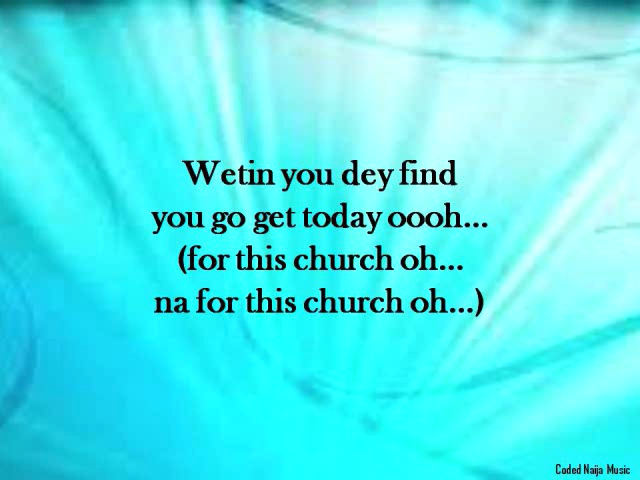 Wetin you dey find
you go get today oooh...
(for this church oh...
na for this church oh...)
Coded Naija Music